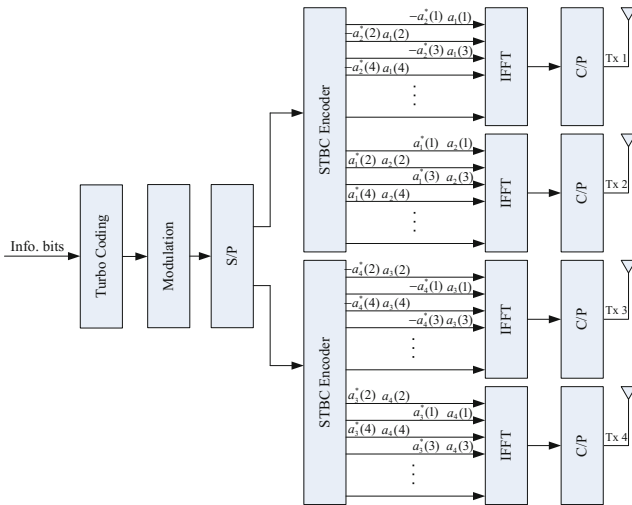 −a₂*(1) a₁(1)
−a₂*(2) a₁(2)
−a₂*(3) a₁(3)
−a₂*(4) a₁(4)
⋮
IFFT
C/P
Tx 1
STBC Encoder
a₁*(1) a₂(1)
a₁*(2) a₂(2)
a₁*(3) a₂(3)
a₁*(4) a₂(4)
⋮
IFFT
C/P
Tx 2
Info. bits
Turbo Coding
Modulation
S/P
−a₄*(2) a₃(2)
−a₄*(1) a₃(1)
−a₄*(4) a₃(4)
−a₄*(3) a₃(3)
⋮
IFFT
C/P
Tx 3
STBC Encoder
a₃*(2) a₄(2)
a₃*(1) a₄(1)
a₃*(4) a₄(4)
a₃*(3) a₄(3)
⋮
IFFT
C/P
Tx 4